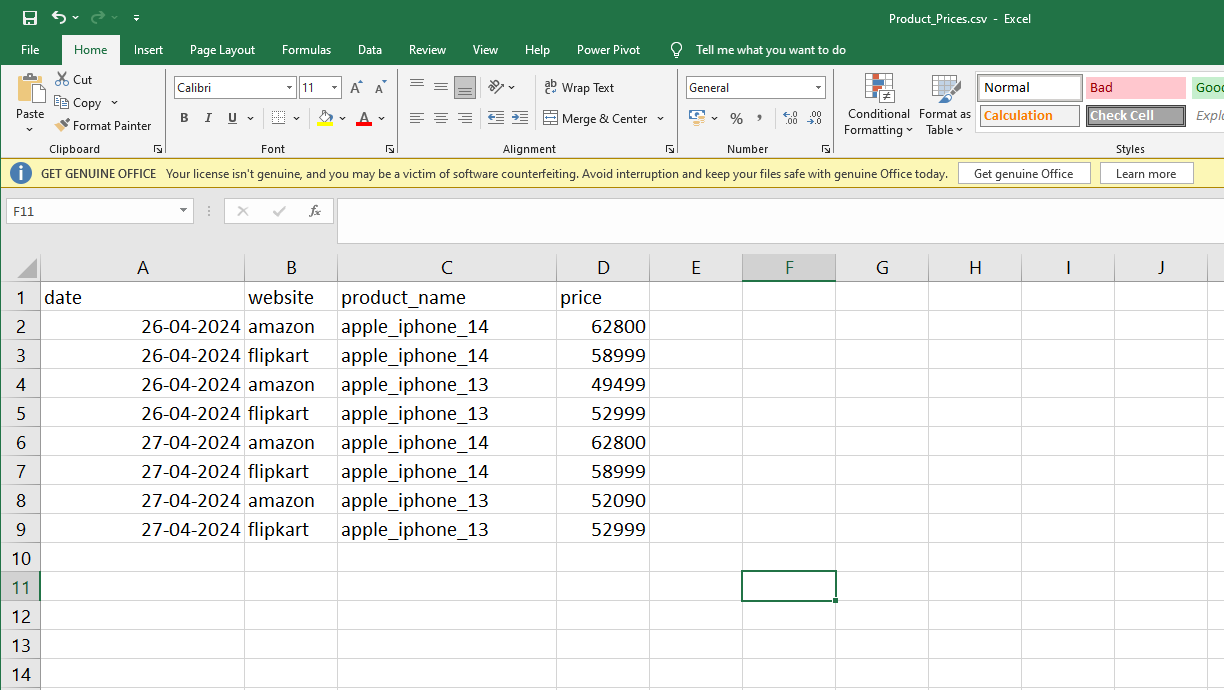 Product_Prices.csv - Excel
File Home Insert Page Layout Formulas Data Review View Help Power Pivot Tell me what you want to do
Paste
Cut
Copy
Format Painter
Clipboard
Calibri 11
A A
B I U A
Font
ab Wrap Text
Merge & Center
Alignment
General
% , .00 .00
Number
Conditional Formatting
Format as Table
Normal Bad
Calculation Check Cell
Styles
GET GENUINE OFFICE Your license isn't genuine, and you may be a victim of software counterfeiting. Avoid interruption and keep your files safe with genuine Office today. Get genuine Office Learn more
F11 fx
A B C D E F G H I J
1 date website product_name price
2 26-04-2024 amazon apple_iphone_14 62800
3 26-04-2024 flipkart apple_iphone_14 58999
4 26-04-2024 amazon apple_iphone_13 49499
5 26-04-2024 flipkart apple_iphone_13 52999
6 27-04-2024 amazon apple_iphone_14 62800
7 27-04-2024 flipkart apple_iphone_14 58999
8 27-04-2024 amazon apple_iphone_13 52090
9 27-04-2024 flipkart apple_iphone_13 52999
10
11
12
13
14